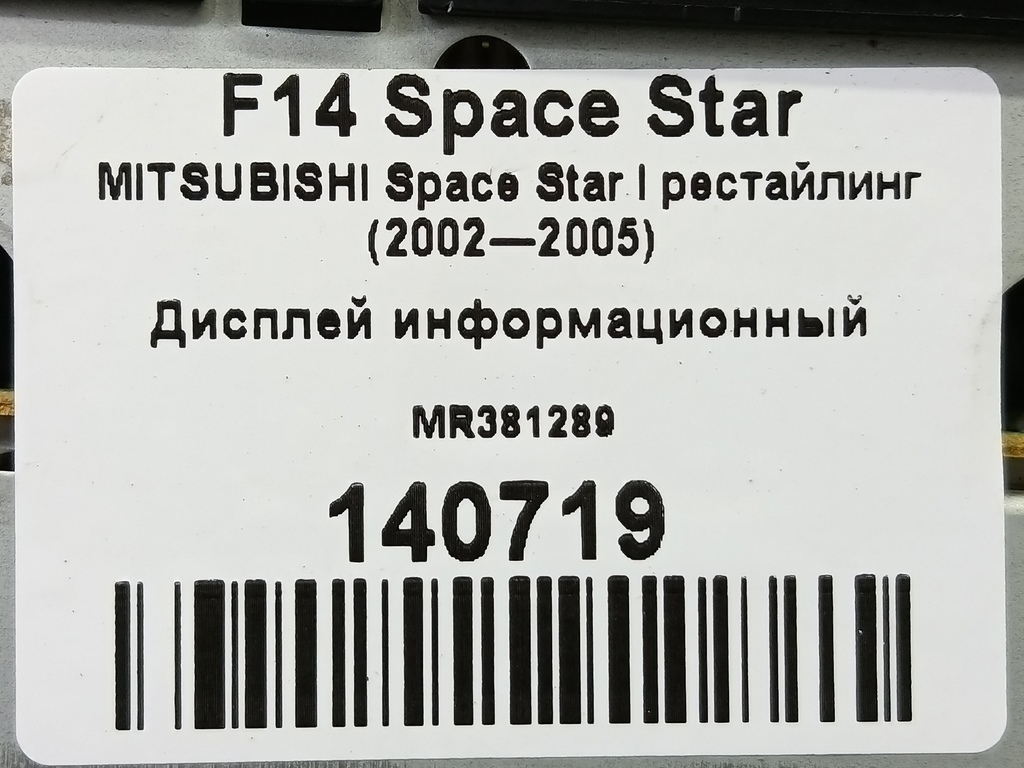 F14 Space Star
MITSUBISHI Space Star I рестайлинг
(2002—2005)
Дисплей информационный
MR381289
140719